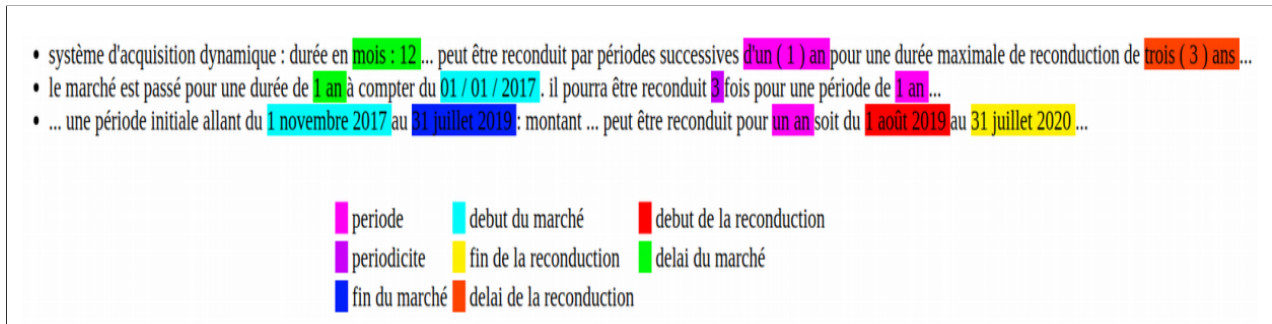 • système d'acquisition dynamique : durée en mois : 12 ... peut être reconduit par périodes successives d'un ( 1 ) an pour une durée maximale de reconduction de trois ( 3 ) ans ...
• le marché est passé pour une durée de 1 an à compter du 01 / 01 / 2017 . il pourra être reconduit 3 fois pour une période de 1 an ...
• ... une période initiale allant du 1 novembre 2017 au 31 juillet 2019 : montant ... peut être reconduit pour un an soit du 1 août 2019 au 31 juillet 2020 ...
periode debut du marché debut de la reconduction
periodicite fin de la reconduction delai du marché
fin du marché delai de la reconduction